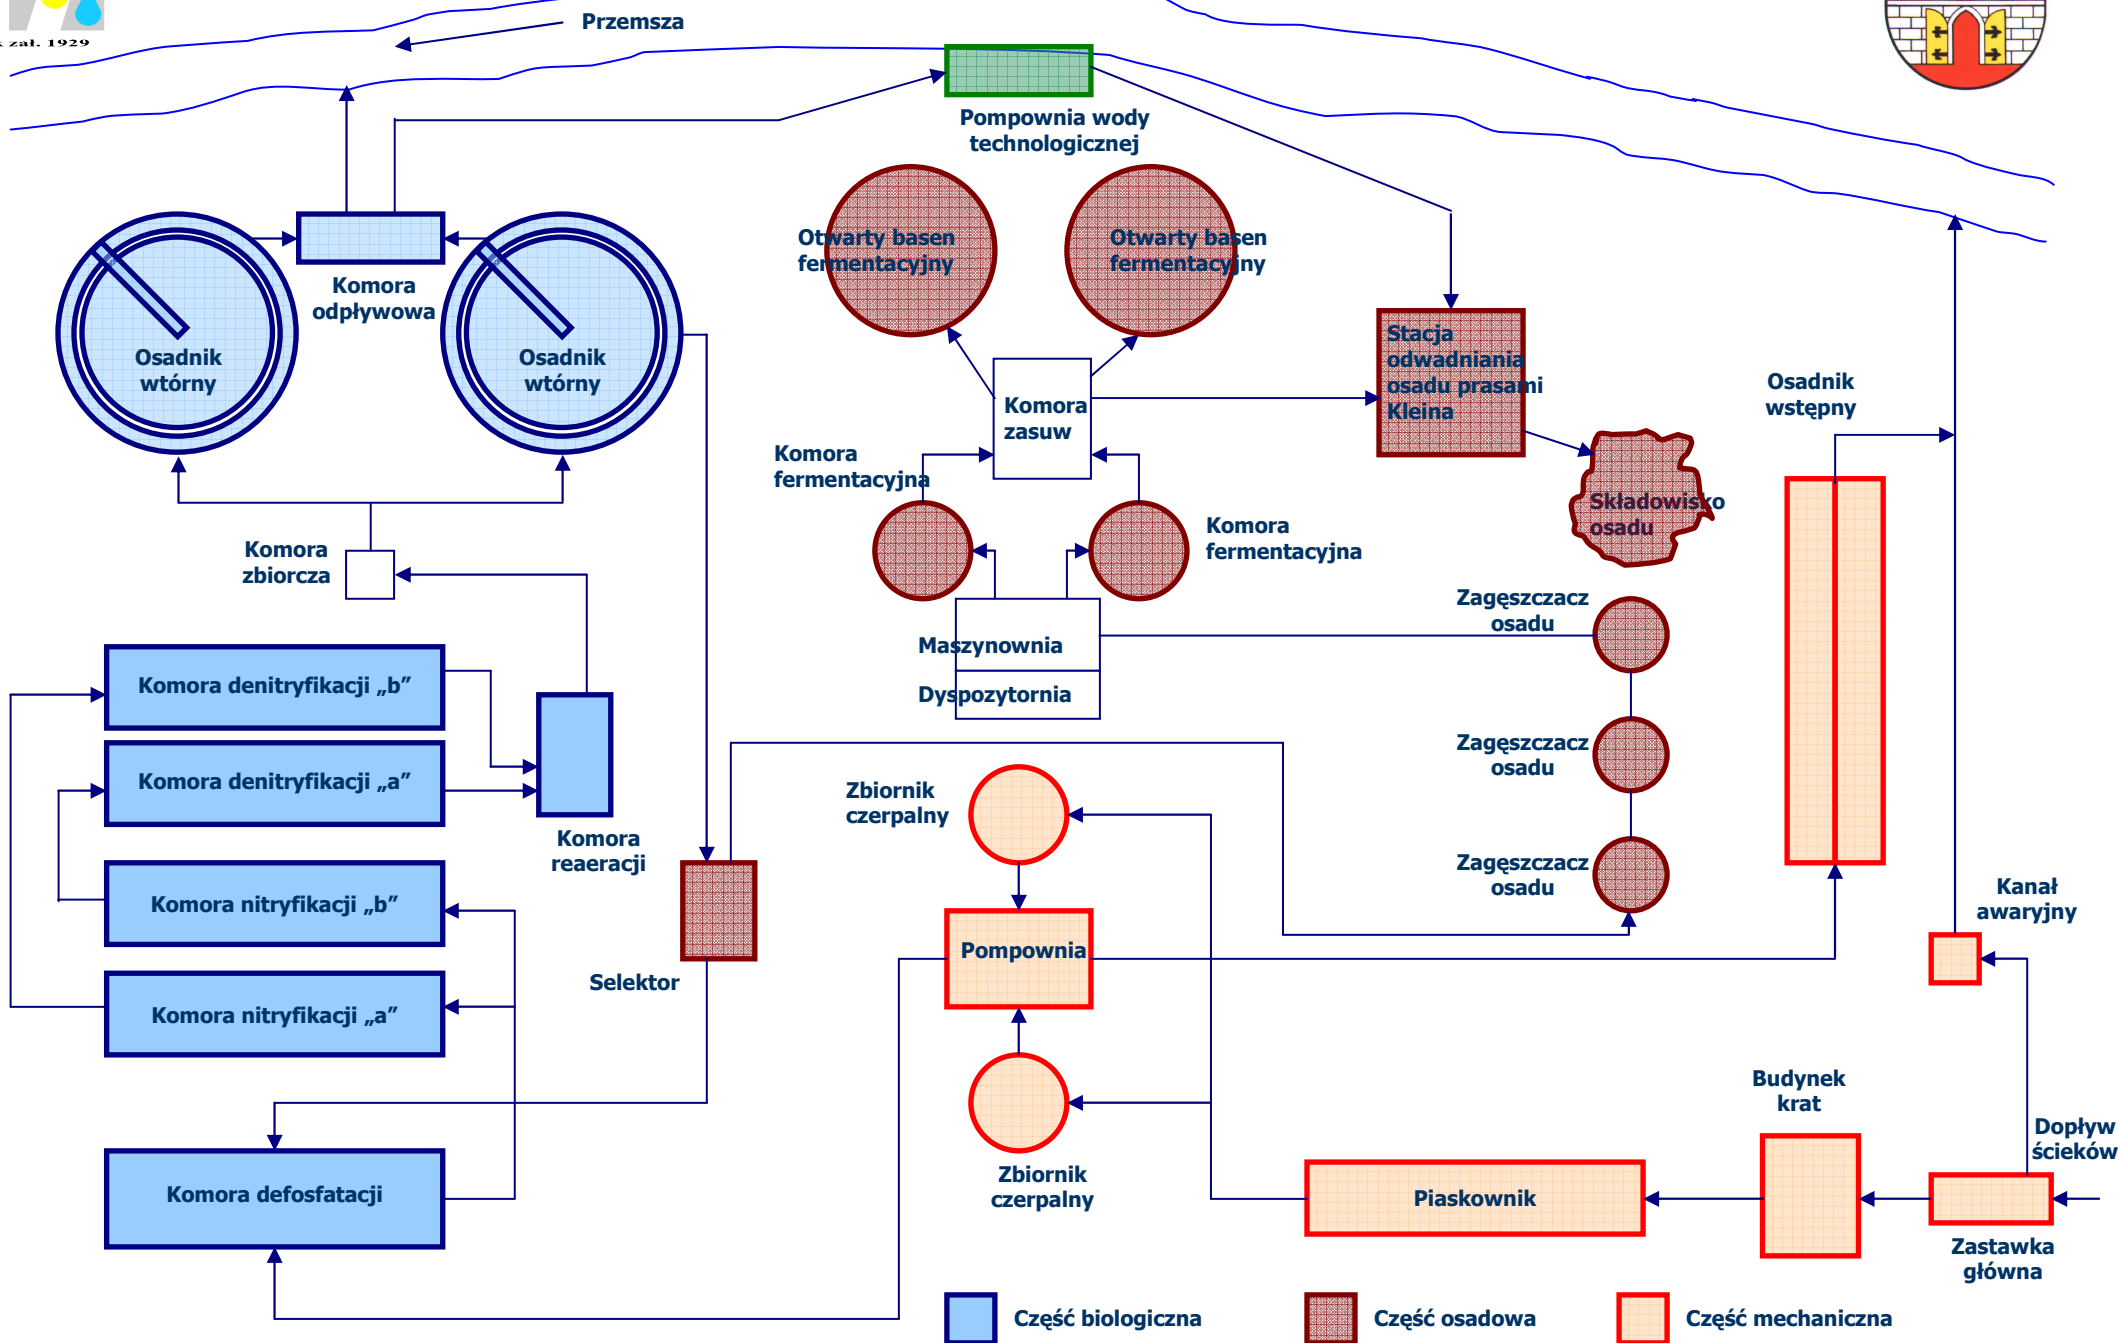 zał. 1929
Przemsza
Pompownia wody
technologicznej
Otwarty basen
fermentacyjny
Otwarty basen
fermentacyjny
Komora
odpływowa
Osadnik
wtórny
Osadnik
wtórny
Stacja
odwadniania
osadu prasami
Kleina
Osadnik
wstępny
Komora
zasuw
Komora
fermentacyjna
Składowisko
osadu
Komora
fermentacyjna
Komora
zbiorcza
Zagęszczacz
osadu
Maszynownia
Dyspozytornia
Komora denitryfikacji „b”
Komora denitryfikacji „a”
Zagęszczacz
osadu
Zbiornik
czerpalny
Komora
reaeracji
Zagęszczacz
osadu
Komora nitryfikacji „b”
Kanał
awaryjny
Pompownia
Selektor
Komora nitryfikacji „a”
Budynek
krat
Dopływ
ścieków
Zbiornik
czerpalny
Komora defosfatacji
Piaskownik
Zastawka
główna
Część biologiczna
Część osadowa
Część mechaniczna